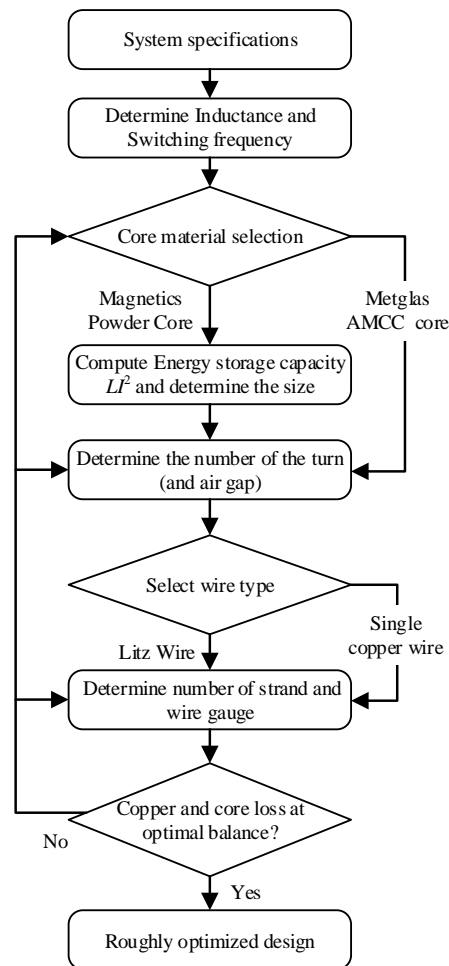 System specifications
Determine Inductance and
Switching frequency
Core material selection
Magnetics
Powder Core
Metglas
AMCC core
Compute Energy storage capacity
LI² and determine the size
Determine the number of the turn
(and air gap)
Select wire type
Litz Wire
Single
copper wire
Determine number of strand and
wire gauge
Copper and core loss at
optimal balance?
No
Yes
Roughly optimized design